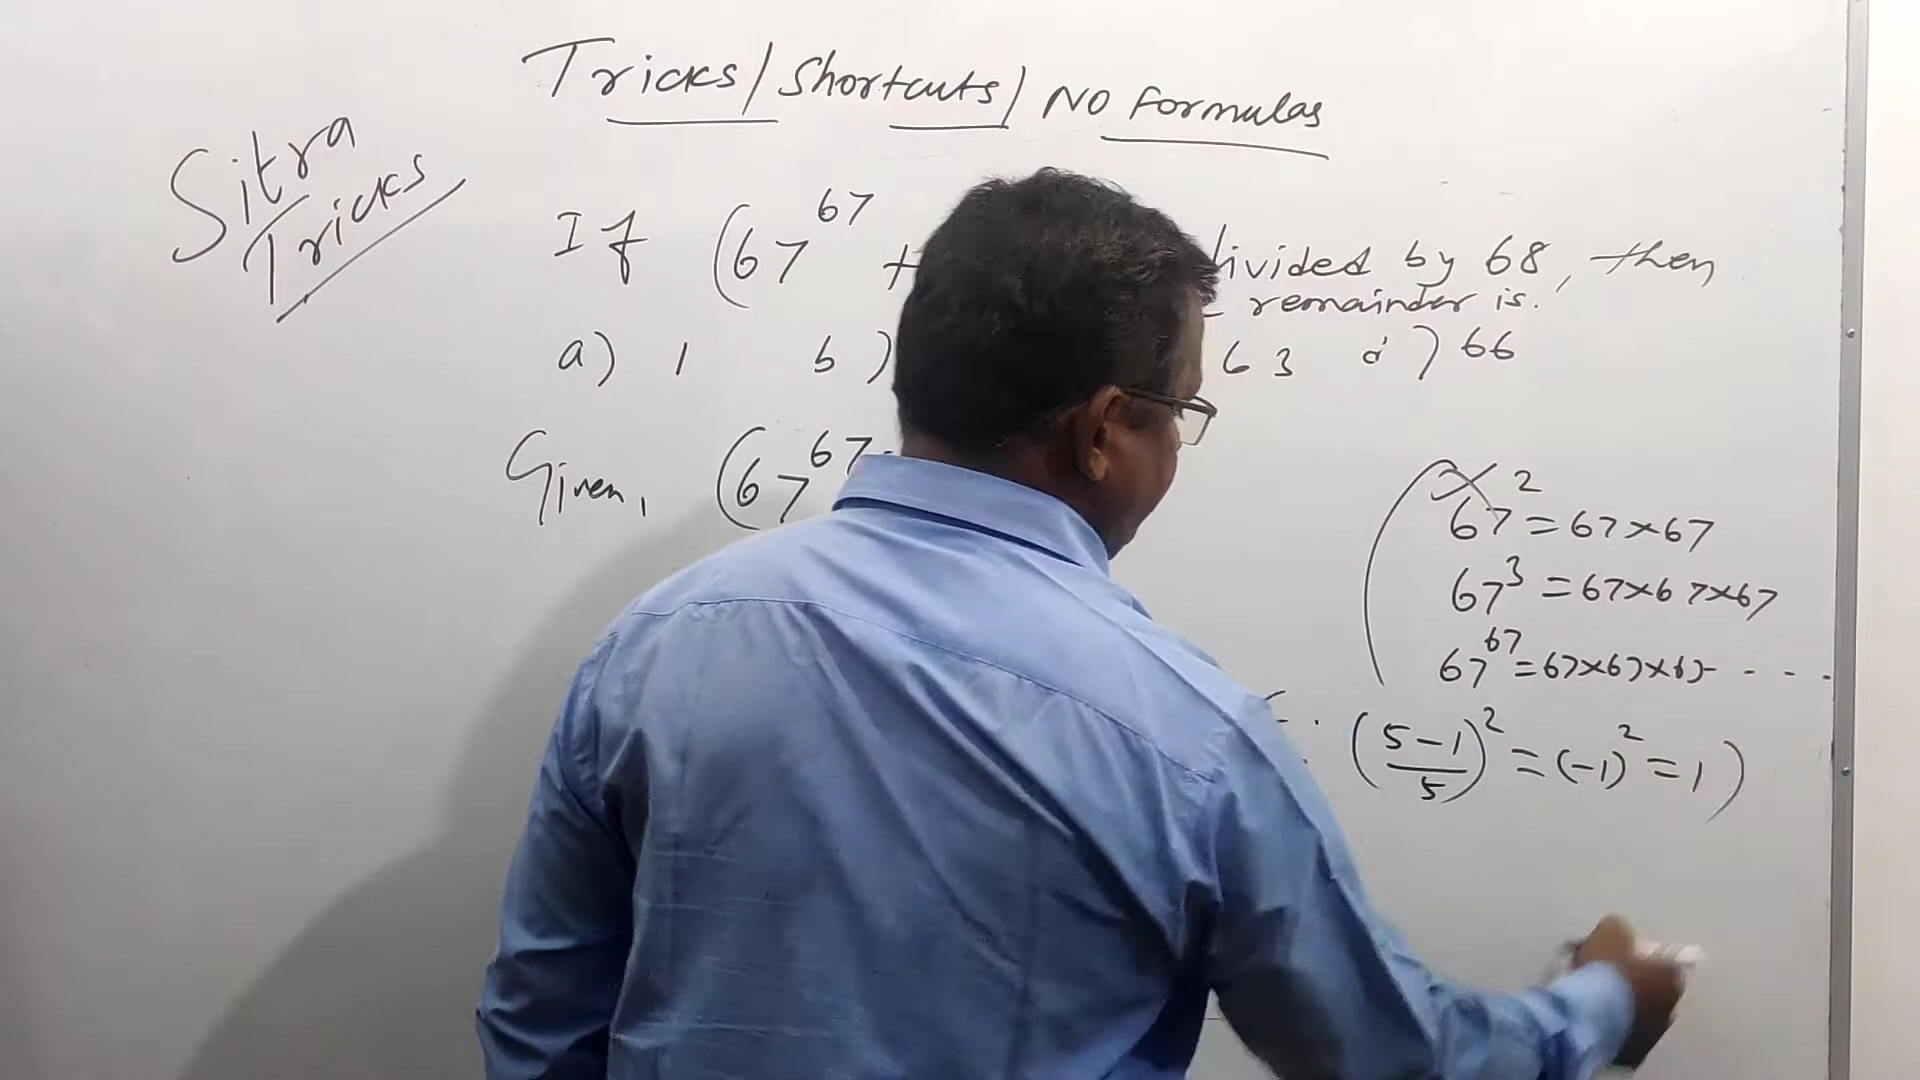 Tricks/Shortcuts/No Formulas
Sitra
Tricks
If (67^67 + divided by 68, then
remainder is.
a) 1 b) 63 d) 66
Given, (67^67
67^2 = 67×67
67^3 = 67×67×67
67^67 = 67×67×67- - - -
((5-1)/5)^2 = (-1)^2 = 1)